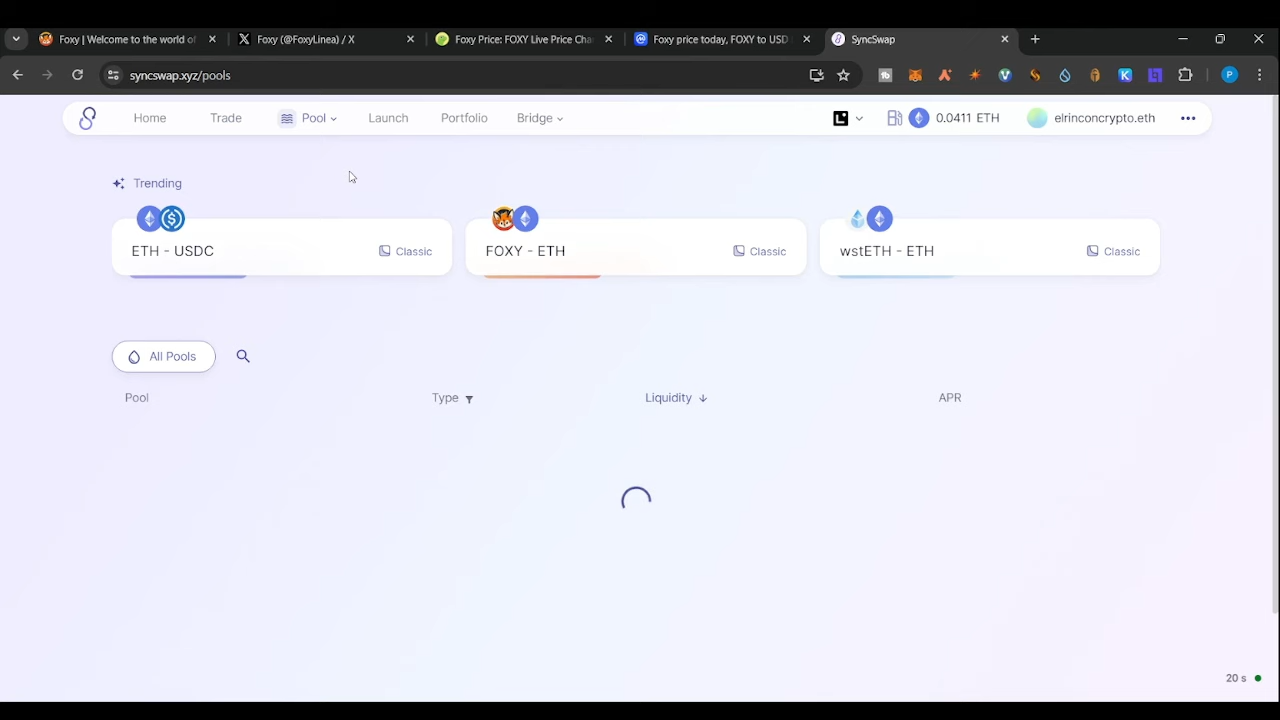 Foxy | Welcome to the world of
Foxy (@FoxyLinea) / X
Foxy Price: FOXY Live Price Cha
Foxy price today, FOXY to USD
SyncSwap
syncswap.xyz/pools
P
Home
Trade
Pool
Launch
Portfolio
Bridge
0.0411 ETH
elrinconcrypto.eth
Trending
ETH - USDC
Classic
FOXY - ETH
Classic
wstETH - ETH
Classic
All Pools
Pool
Type
Liquidity
APR
20 s